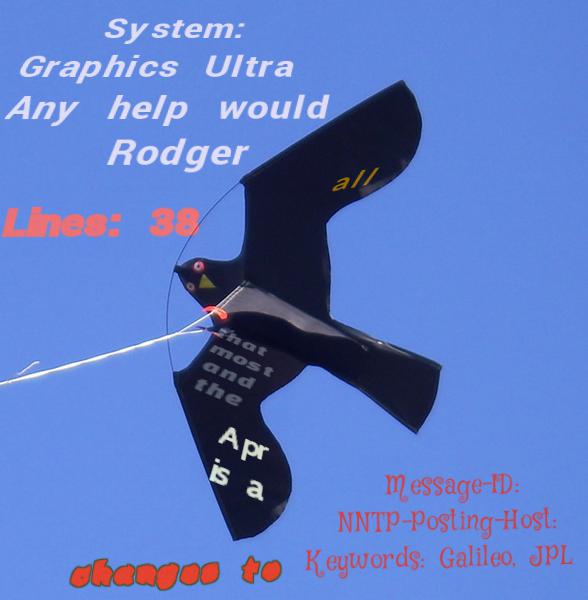 System:
Graphics Ultra
Any help would
Rodger
all
Lines: 38
that
most
and
the
Apr
is a
Message-ID:
NNTP-Posting-Host:
Keywords: Galileo, JPL
changes to